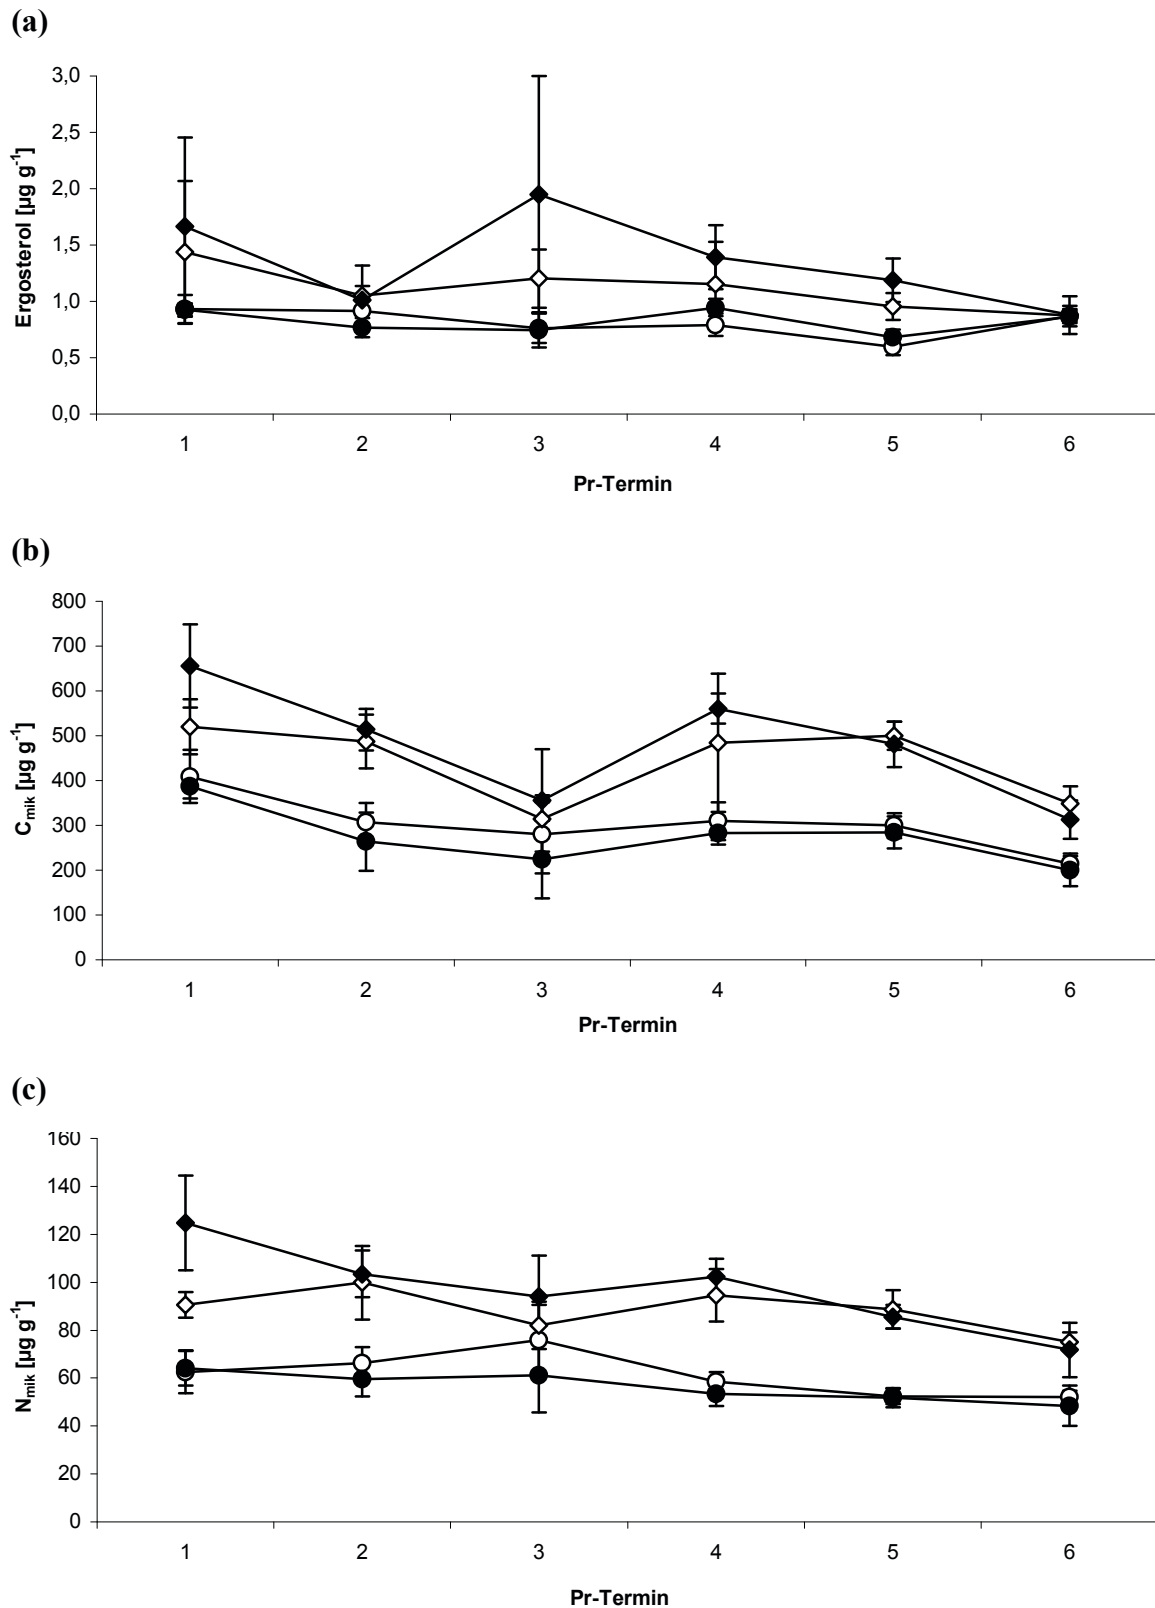 (a)
3,0
2,5
2,0
1,5
1,0
0,5
0,0
Ergosterol [µg g⁻¹]
1 2 3 4 5 6
Pr-Termin
(b)
800
700
600
500
400
300
200
100
0
C_mik [µg g⁻¹]
1 2 3 4 5 6
Pr-Termin
(c)
160
140
120
100
80
60
40
20
0
N_mik [µg g⁻¹]
1 2 3 4 5 6
Pr-Termin